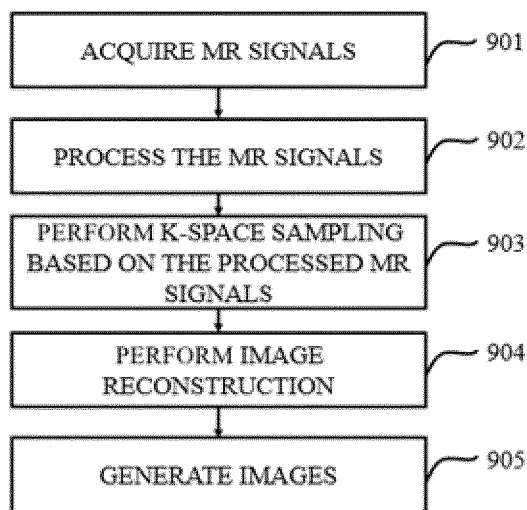 ACQUIRE MR SIGNALS
901
PROCESS THE MR SIGNALS
902
PERFORM K-SPACE SAMPLING
BASED ON THE PROCESSED MR
SIGNALS
903
PERFORM IMAGE
RECONSTRUCTION
904
GENERATE IMAGES
905